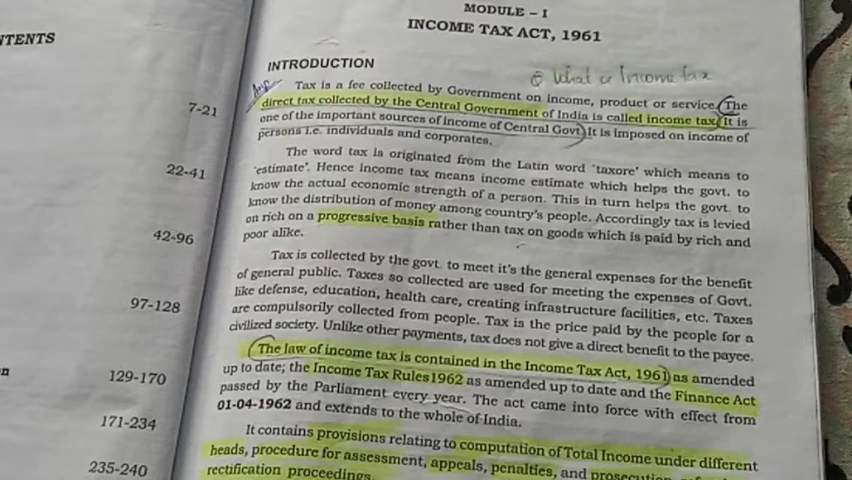 NTENTS
7-21
22-41
42-96
97-128
129-170
171-234
235-240
MODULE – I
INCOME TAX ACT, 1961
INTRODUCTION
Q What is Income tax
Ans
Tax is a fee collected by Government on income, product or service. The
direct tax collected by the Central Government of India is called income tax. It is
one of the important sources of income of Central Govt. It is imposed on income of
persons i.e. individuals and corporates.
The word tax is originated from the Latin word 'taxore' which means to
'estimate'. Hence income tax means income estimate which helps the govt. to
know the actual economic strength of a person. This in turn helps the govt. to
know the distribution of money among country's people. Accordingly tax is levied
on rich on a progressive basis rather than tax on goods which is paid by rich and
poor alike.
Tax is collected by the govt. to meet it's the general expenses for the benefit
of general public. Taxes so collected are used for meeting the expenses of Govt.
like defense, education, health care, creating infrastructure facilities, etc. Taxes
are compulsorily collected from people. Tax is the price paid by the people for a
civilized society. Unlike other payments, tax does not give a direct benefit to the payee.
The law of income tax is contained in the Income Tax Act, 1961 as amended
up to date; the Income Tax Rules1962 as amended up to date and the Finance Act
passed by the Parliament every year. The act came into force with effect from
01-04-1962 and extends to the whole of India.
It contains provisions relating to computation of Total Income under different
heads, procedure for assessment, appeals, penalties, and prosecution
rectification proceedings.